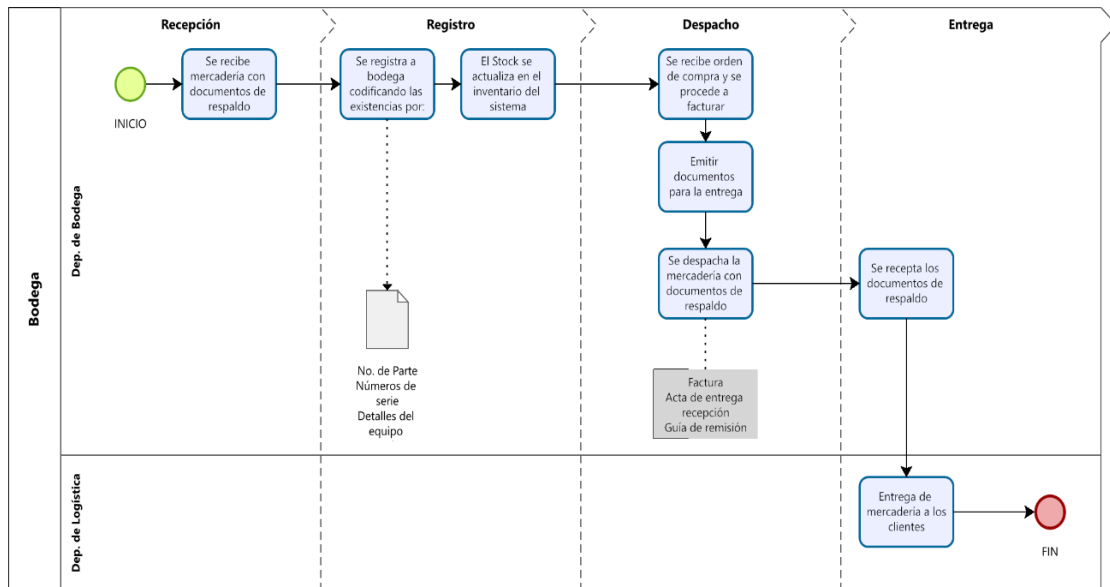 Recepción
Registro
Despacho
Entrega
Bodega
Dep. de Bodega
INICIO
Se recibe
mercadería con
documentos de
respaldo
Se registra a
bodega
codificando las
existencias por:
El Stock se
actualiza en el
inventario del
sistema
Se recibe orden
de compra y se
procede a
facturar
Emitir
documentos
para la entrega
Se despacha la
mercadería con
documentos de
respaldo
Se recepta los
documentos de
respaldo
No. de Parte
Números de
serie
Detalles del
equipo
Factura
Acta de entrega
recepción
Guía de remisión
Dep. de Logística
Entrega de
mercadería a los
clientes
FIN